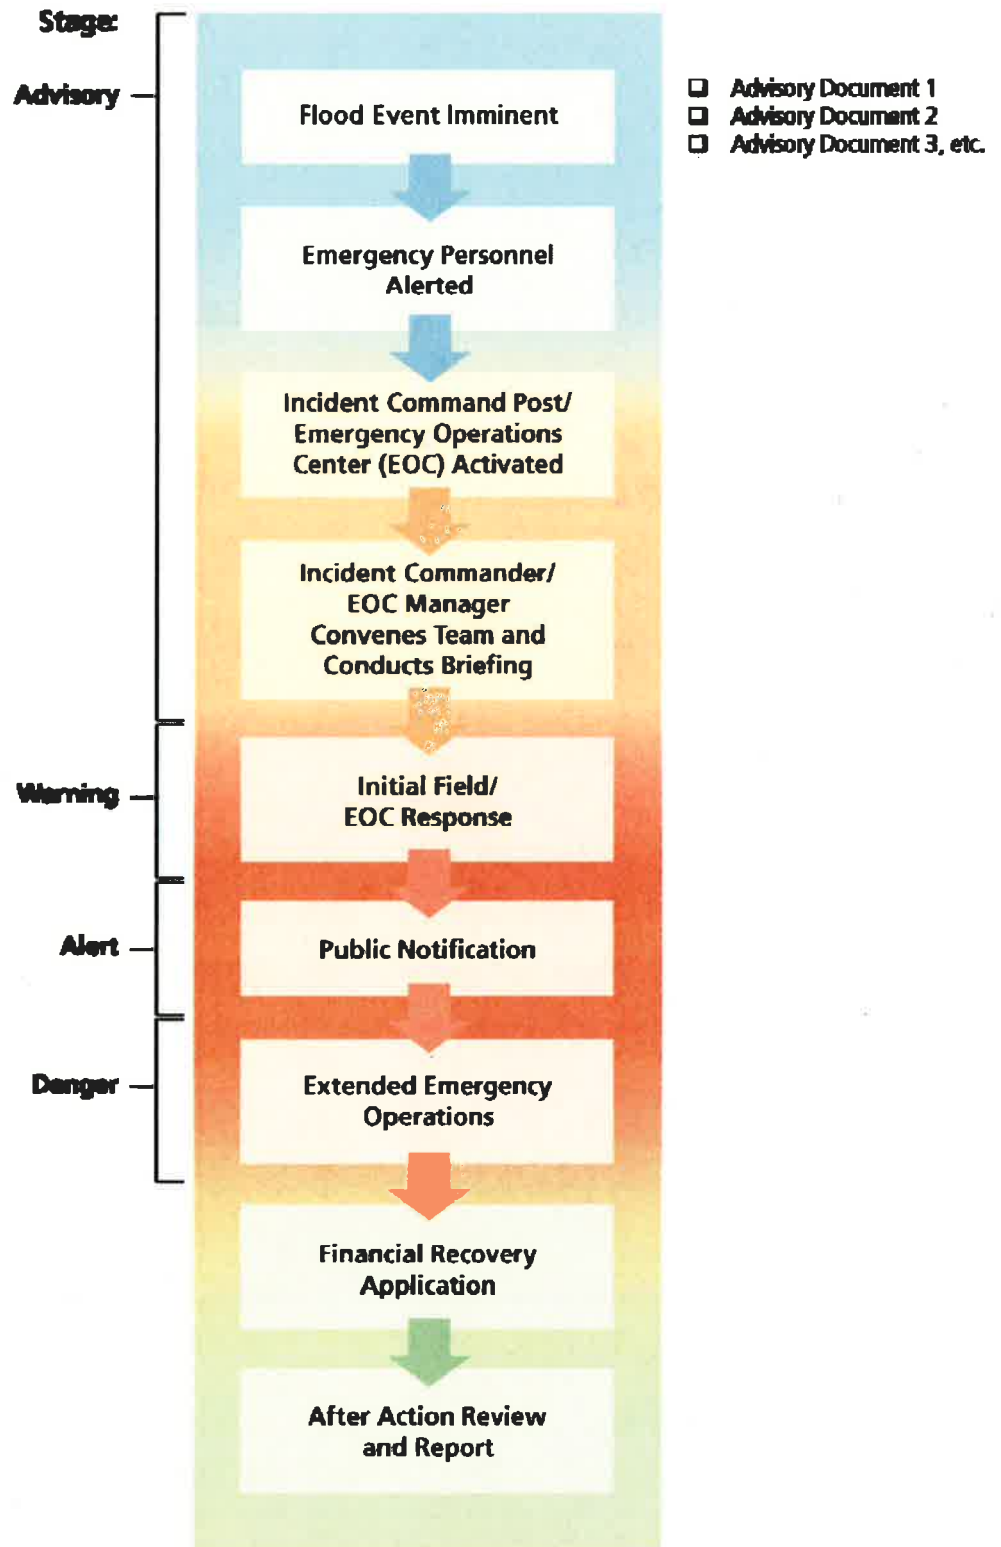 Stage:
Advisory
Flood Event Imminent
❑ Advisory Document 1
❑ Advisory Document 2
❑ Advisory Document 3, etc.
Emergency Personnel
Alerted
Incident Command Post/
Emergency Operations
Center (EOC) Activated
Incident Commander/
EOC Manager
Convenes Team and
Conducts Briefing
Warning
Initial Field/
EOC Response
Alert
Public Notification
Danger
Extended Emergency
Operations
Financial Recovery
Application
After Action Review
and Report